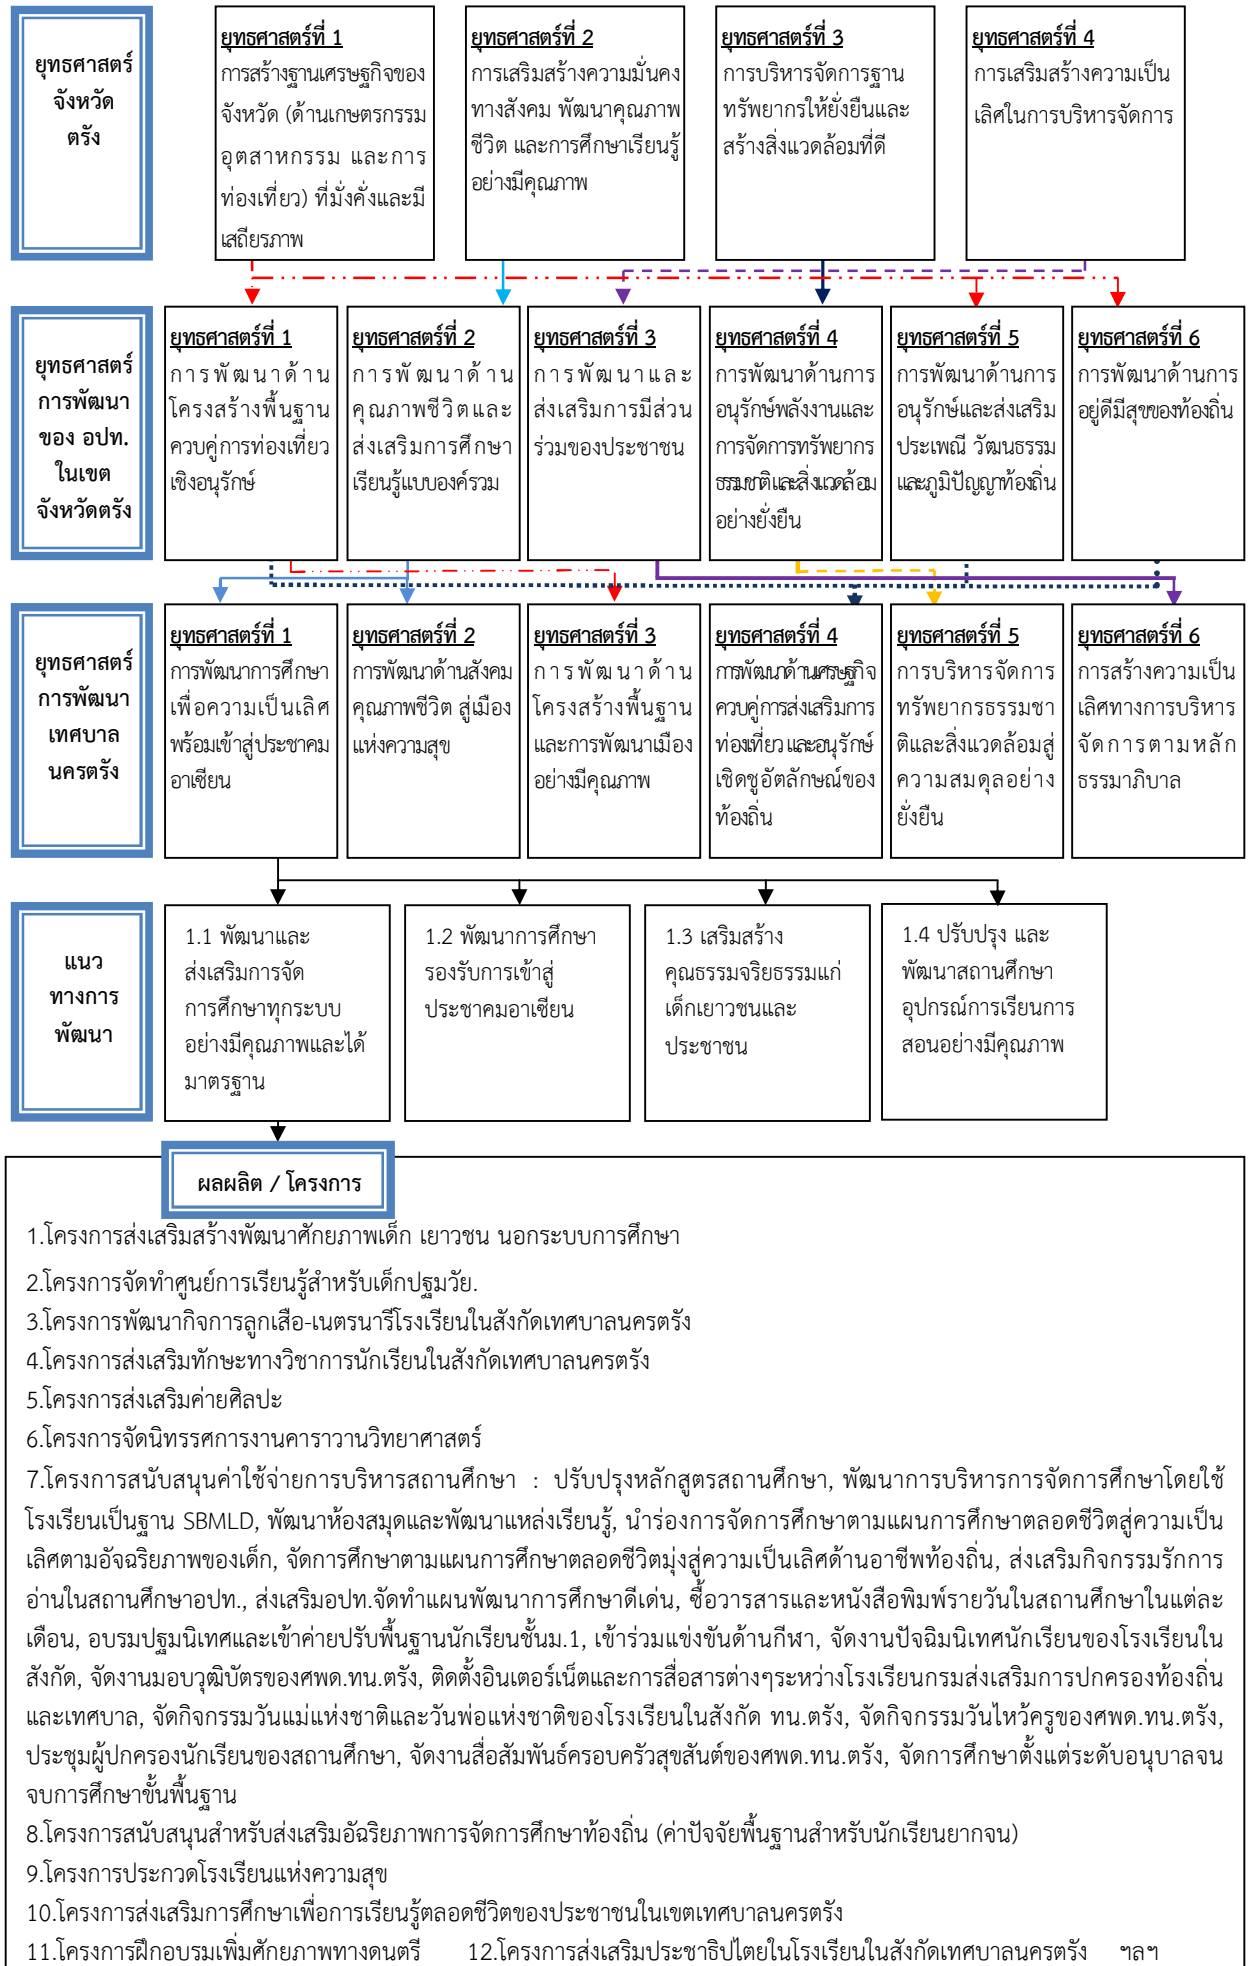 ยุทธศาสตร์
จังหวัด
ตรัง
ยุทธศาสตร์ที่ 1
การสร้างฐานเศรษฐกิจของ
จังหวัด (ด้านเกษตรกรรม
อุตสาหกรรม และการ
ท่องเที่ยว) ที่มั่งคั่งและมี
เสถียรภาพ
ยุทธศาสตร์ที่ 2
การเสริมสร้างความมั่นคง
ทางสังคม พัฒนาคุณภาพ
ชีวิต และการศึกษาเรียนรู้
อย่างมีคุณภาพ
ยุทธศาสตร์ที่ 3
การบริหารจัดการฐาน
ทรัพยากรให้ยั่งยืนและ
สร้างสิ่งแวดล้อมที่ดี
ยุทธศาสตร์ที่ 4
การเสริมสร้างความเป็น
เลิศในการบริหารจัดการ
ยุทธศาสตร์
การพัฒนา
ของ อปท.
ในเขต
จังหวัดตรัง
ยุทธศาสตร์ที่ 1
การพัฒนาด้าน
โครงสร้างพื้นฐาน
ควบคู่การท่องเที่ยว
เชิงอนุรักษ์
ยุทธศาสตร์ที่ 2
การพัฒนาด้าน
คุณภาพชีวิตและ
ส่งเสริมการศึกษา
เรียนรู้แบบองค์รวม
ยุทธศาสตร์ที่ 3
การพัฒนาและ
ส่งเสริมการมีส่วน
ร่วมของประชาชน
ยุทธศาสตร์ที่ 4
การพัฒนาด้านการ
อนุรักษ์พลังงานและ
การจัดการทรัพยากร
ธรรมชาติและสิ่งแวดล้อม
อย่างยั่งยืน
ยุทธศาสตร์ที่ 5
การพัฒนาด้านการ
อนุรักษ์และส่งเสริม
ประเพณี วัฒนธรรม
และภูมิปัญญาท้องถิ่น
ยุทธศาสตร์ที่ 6
การพัฒนาด้านการ
อยู่ดีมีสุขของท้องถิ่น
ยุทธศาสตร์
การพัฒนา
เทศบาล
นครตรัง
ยุทธศาสตร์ที่ 1
การพัฒนาการศึกษา
เพื่อความเป็นเลิศ
พร้อมเข้าสู่ประชาคม
อาเซียน
ยุทธศาสตร์ที่ 2
การพัฒนาด้านสังคม
คุณภาพชีวิต สู่เมือง
แห่งความสุข
ยุทธศาสตร์ที่ 3
การพัฒนาด้าน
โครงสร้างพื้นฐาน
และการพัฒนาเมือง
อย่างมีคุณภาพ
ยุทธศาสตร์ที่ 4
การพัฒนาด้านเศรษฐกิจ
ควบคู่การส่งเสริมการ
ท่องเที่ยว และอนุรักษ์
เชิดชูอัตลักษณ์ของ
ท้องถิ่น
ยุทธศาสตร์ที่ 5
การบริหารจัดการ
ทรัพยากรธรรมชา
ติและสิ่งแวดล้อมสู่
ความสมดุลอย่าง
ยั่งยืน
ยุทธศาสตร์ที่ 6
การสร้างความเป็น
เลิศทางการบริหาร
จัดการตามหลัก
ธรรมาภิบาล
แนว
ทางการ
พัฒนา
1.1 พัฒนาและ
ส่งเสริมการจัด
การศึกษาทุกระบบ
อย่างมีคุณภาพและได้
มาตรฐาน
1.2 พัฒนาการศึกษา
รองรับการเข้าสู่
ประชาคมอาเซียน
1.3 เสริมสร้าง
คุณธรรมจริยธรรมแก่
เด็กเยาวชนและ
ประชาชน
1.4 ปรับปรุง และ
พัฒนาสถานศึกษา
อุปกรณ์การเรียนการ
สอนอย่างมีคุณภาพ
ผลผลิต / โครงการ
1.โครงการส่งเสริมสร้างพัฒนาศักยภาพเด็ก เยาวชน นอกระบบการศึกษา
2.โครงการจัดทำศูนย์การเรียนรู้สำหรับเด็กปฐมวัย.
3.โครงการพัฒนากิจการลูกเสือ-เนตรนารีโรงเรียนในสังกัดเทศบาลนครตรัง
4.โครงการส่งเสริมทักษะทางวิชาการนักเรียนในสังกัดเทศบาลนครตรัง
5.โครงการส่งเสริมค่ายศิลปะ
6.โครงการจัดนิทรรศการงานคาราวานวิทยาศาสตร์
7.โครงการสนับสนุนค่าใช้จ่ายการบริหารสถานศึกษา : ปรับปรุงหลักสูตรสถานศึกษา, พัฒนาการบริหารการจัดการศึกษาโดยใช้
โรงเรียนเป็นฐาน SBMLD, พัฒนาห้องสมุดและพัฒนาแหล่งเรียนรู้, นำร่องการจัดการศึกษาตามแผนการศึกษาตลอดชีวิตสู่ความเป็น
เลิศตามอัจฉริยภาพของเด็ก, จัดการศึกษาตามแผนการศึกษาตลอดชีวิตมุ่งสู่ความเป็นเลิศด้านอาชีพท้องถิ่น, ส่งเสริมกิจกรรมรักการ
อ่านในสถานศึกษาอปท., ส่งเสริมอปท.จัดทำแผนพัฒนาการศึกษาดีเด่น, ซื้อวารสารและหนังสือพิมพ์รายวันในสถานศึกษาในแต่ละ
เดือน, อบรมปฐมนิเทศและเข้าค่ายปรับพื้นฐานนักเรียนชั้นม.1, เข้าร่วมแข่งขันด้านกีฬา, จัดงานปัจฉิมนิเทศนักเรียนของโรงเรียนใน
สังกัด, จัดงานมอบวุฒิบัตรของศพด.ทน.ตรัง, ติดตั้งอินเตอร์เน็ตและการสื่อสารต่างๆระหว่างโรงเรียนกรมส่งเสริมการปกครองท้องถิ่น
และเทศบาล, จัดกิจกรรมวันแม่แห่งชาติและวันพ่อแห่งชาติของโรงเรียนในสังกัด ทน.ตรัง, จัดกิจกรรมวันไหว้ครูของศพด.ทน.ตรัง,
ประชุมผู้ปกครองนักเรียนของสถานศึกษา, จัดงานสื่อสัมพันธ์ครอบครัวสุขสันต์ของศพด.ทน.ตรัง, จัดการศึกษาตั้งแต่ระดับอนุบาลจน
จบการศึกษาขั้นพื้นฐาน
8.โครงการสนับสนุนสำหรับส่งเสริมอัฉริยภาพการจัดการศึกษาท้องถิ่น (ค่าปัจจัยพื้นฐานสำหรับนักเรียนยากจน)
9.โครงการประกวดโรงเรียนแห่งความสุข
10.โครงการส่งเสริมการศึกษาเพื่อการเรียนรู้ตลอดชีวิตของประชาชนในเขตเทศบาลนครตรัง
11.โครงการฝึกอบรมเพิ่มศักยภาพทางดนตรี 12.โครงการส่งเสริมประชาธิปไตยในโรงเรียนในสังกัดเทศบาลนครตรัง ฯลฯ